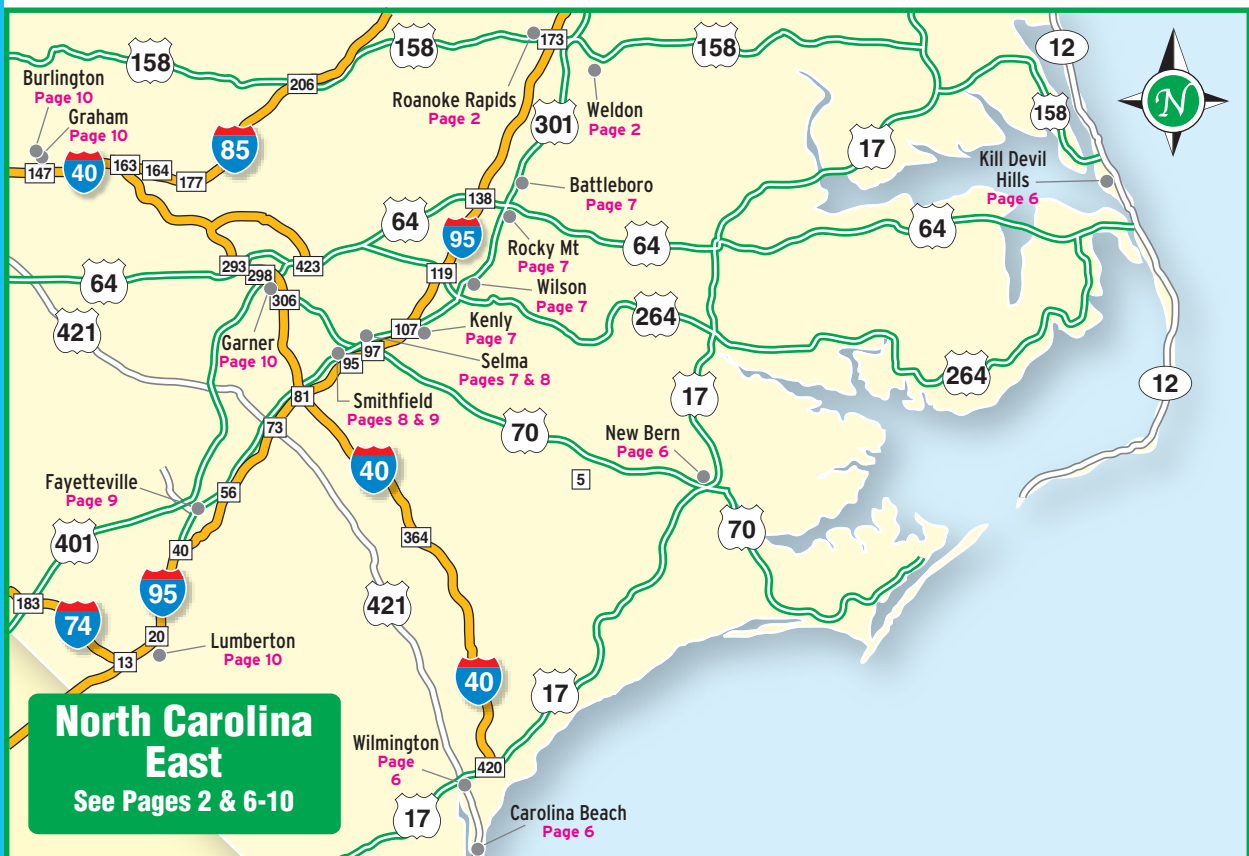 158
158
173
158
12
Burlington
Page 10
206
Roanoke Rapids
Page 2
Weldon
Page 2
N
Graham
Page 10
301
158
85
17
147
40
163
164
177
Kill Devil
Hills
Page 6
138
Battleboro
Page 7
64
95
64
64
Rocky Mt
Page 7
293
298
423
119
64
Wilson
Page 7
306
421
264
Garner
Page 10
107
Kenly
Page 7
97
95
Selma
Pages 7 & 8
264
12
81
Smithfield
Pages 8 & 9
17
73
70
New Bern
Page 6
40
5
Fayetteville
Page 9
56
70
401
40
364
95
183
74
421
20
13
Lumberton
Page 10
40
17
North Carolina
East
See Pages 2 & 6-10
Wilmington
Page
6
420
17
Carolina Beach
Page 6